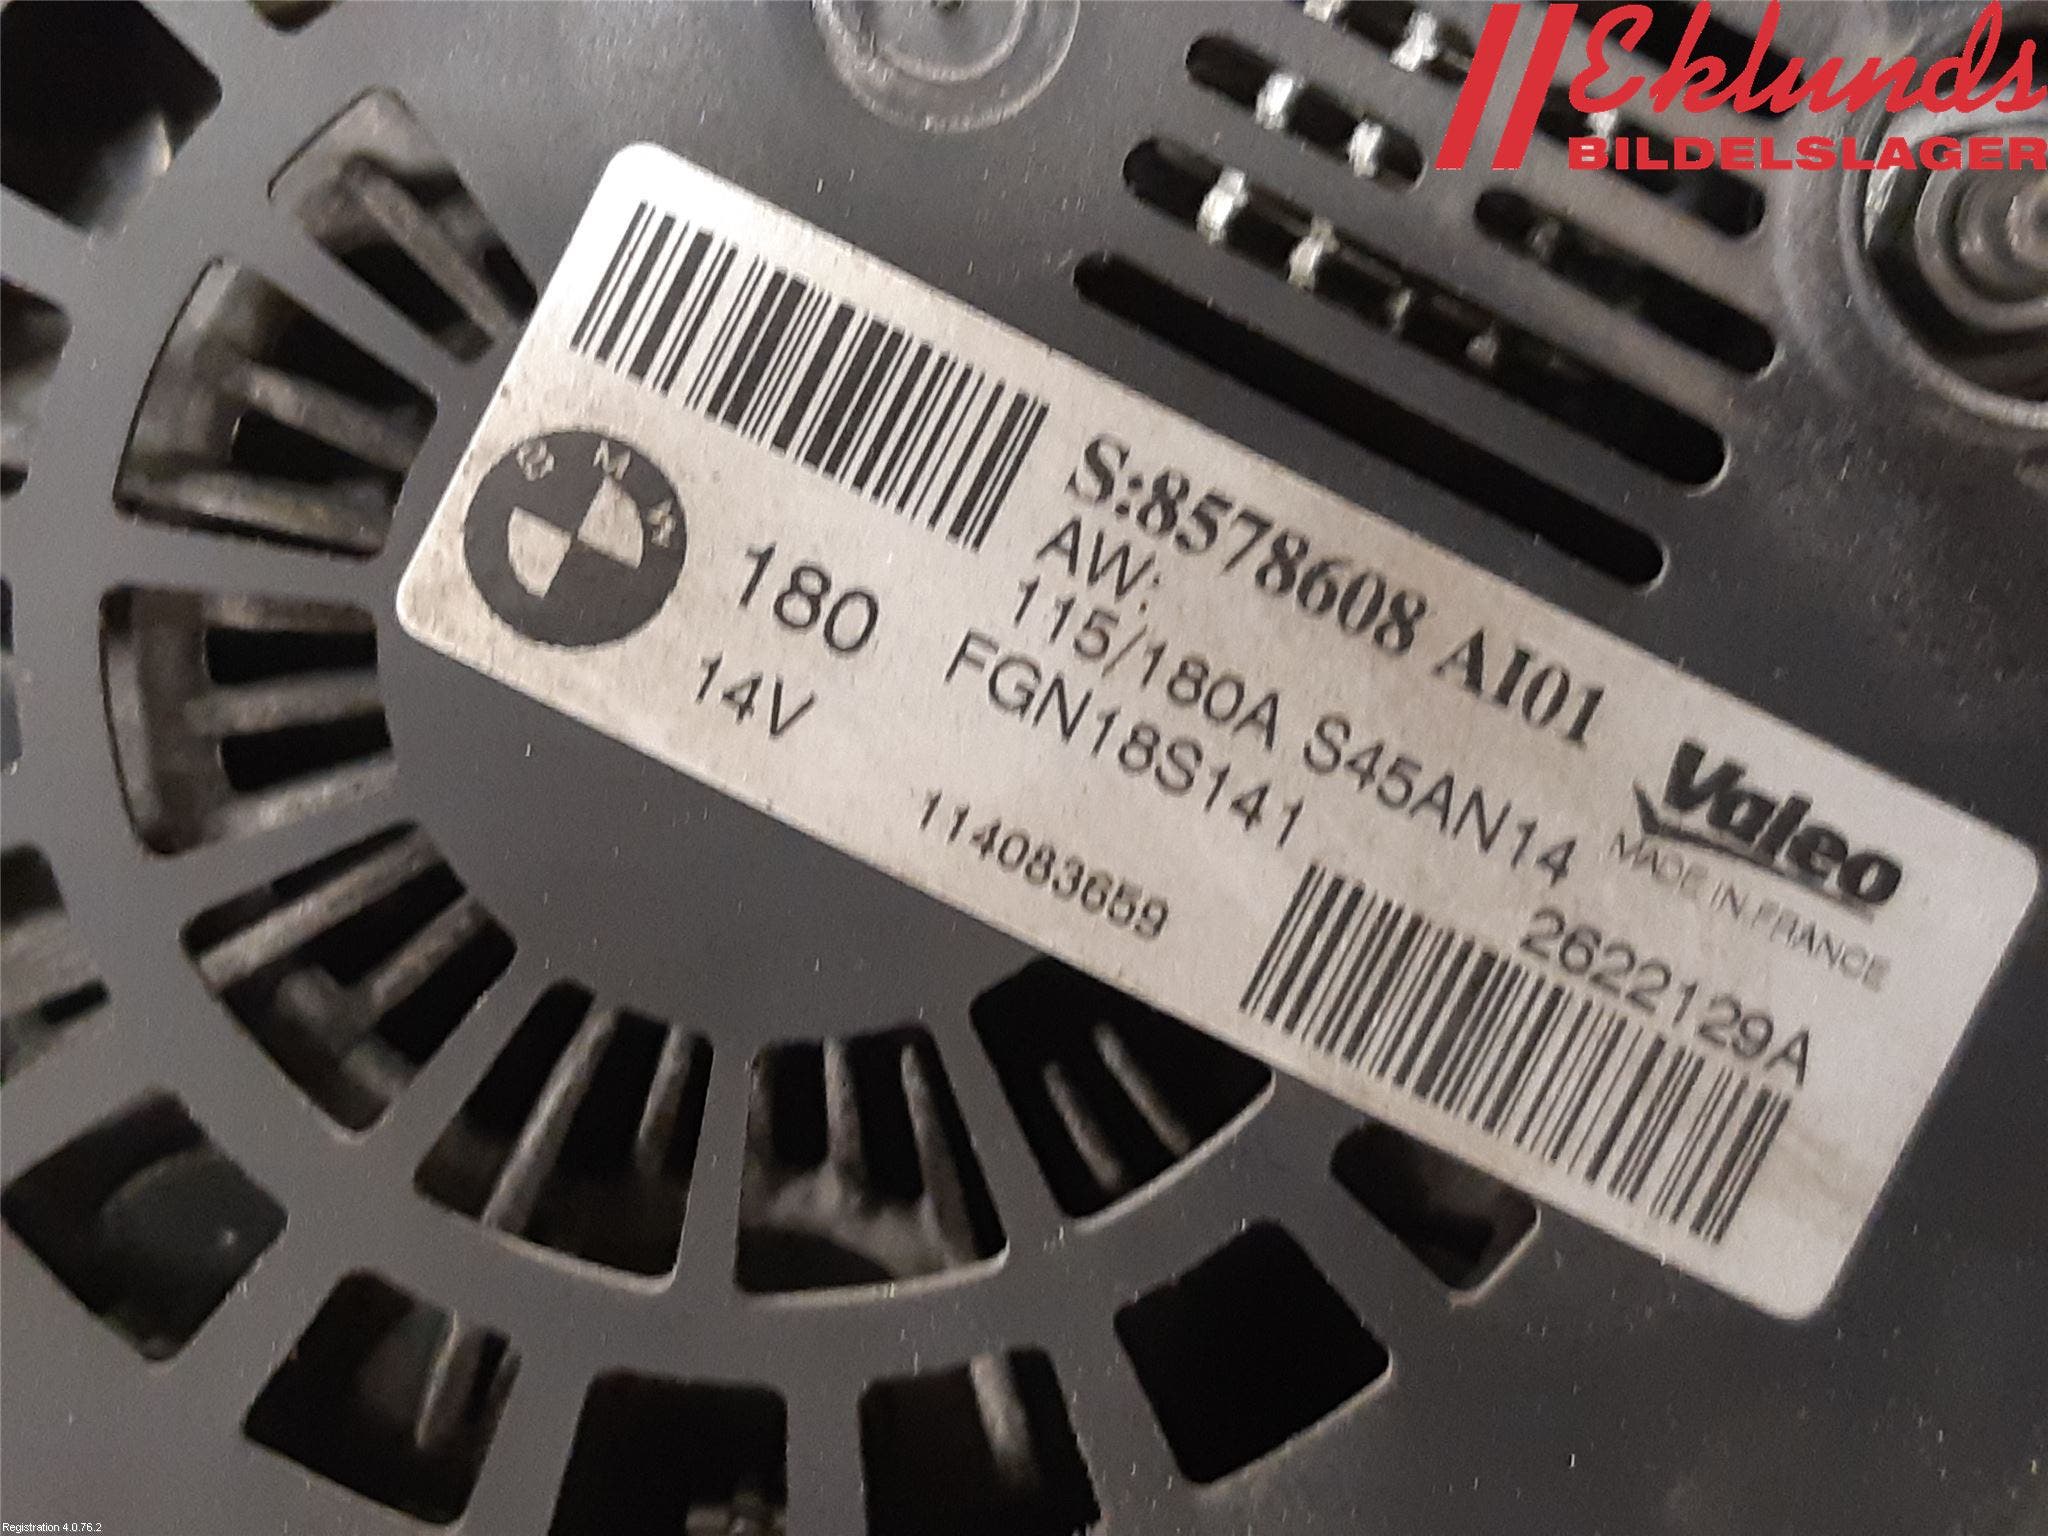 Eklunds
BILDELSLAGER
BMW
S:8578608 AI01
AW:
180
115/180A S45AN14
14V
FGN18S141
114083659
Valeo
MADE IN FRANCE
2622129A
Registration 4.0.76.2